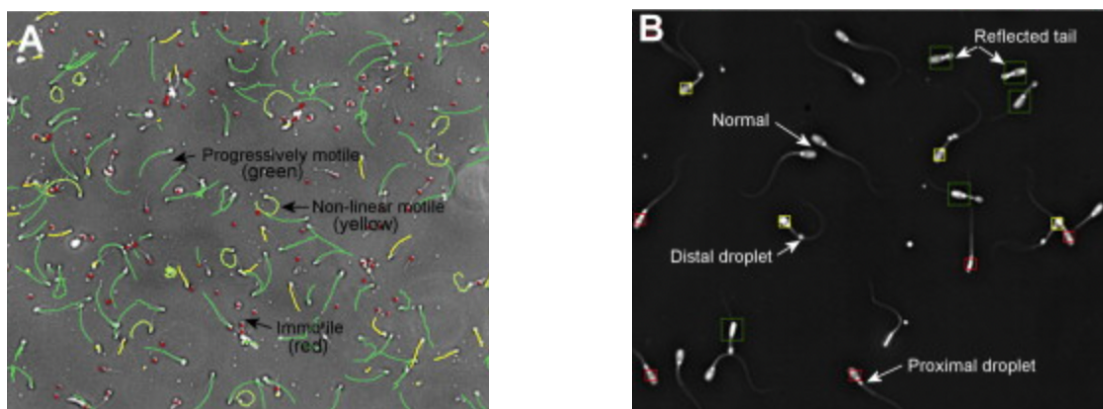 A
Progressively motile
(green)
Non-linear motile
(yellow)
Immotile
(red)
B
Reflected tail
Normal
Distal droplet
Proximal droplet